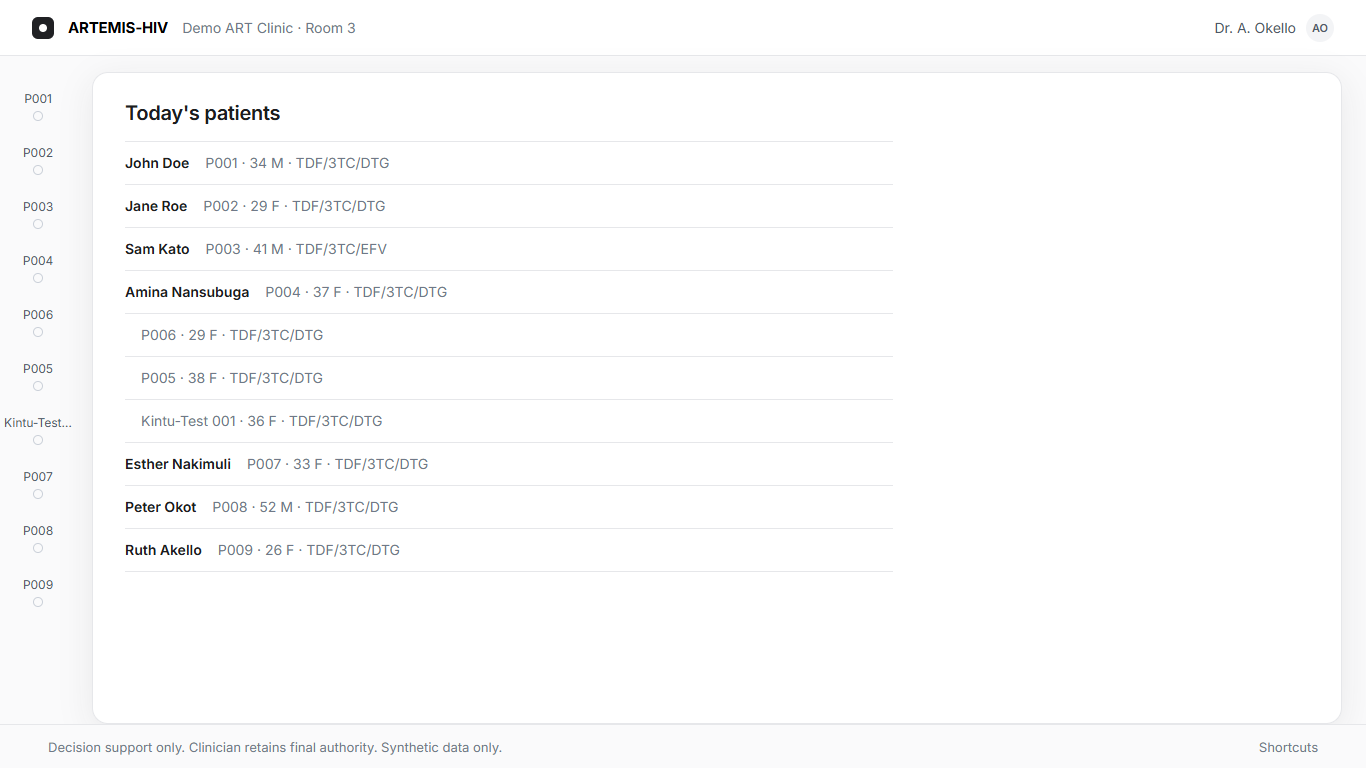 ARTEMIS-HIV Demo ART Clinic · Room 3 Dr. A. Okello AO
P001
P002
P003
P004
P006
P005
Kintu-Test...
P007
P008
P009
Today's patients
John Doe P001 · 34 M · TDF/3TC/DTG
Jane Roe P002 · 29 F · TDF/3TC/DTG
Sam Kato P003 · 41 M · TDF/3TC/EFV
Amina Nansubuga P004 · 37 F · TDF/3TC/DTG
P006 · 29 F · TDF/3TC/DTG
P005 · 38 F · TDF/3TC/DTG
Kintu-Test 001 · 36 F · TDF/3TC/DTG
Esther Nakimuli P007 · 33 F · TDF/3TC/DTG
Peter Okot P008 · 52 M · TDF/3TC/DTG
Ruth Akello P009 · 26 F · TDF/3TC/DTG
Decision support only. Clinician retains final authority. Synthetic data only. Shortcuts